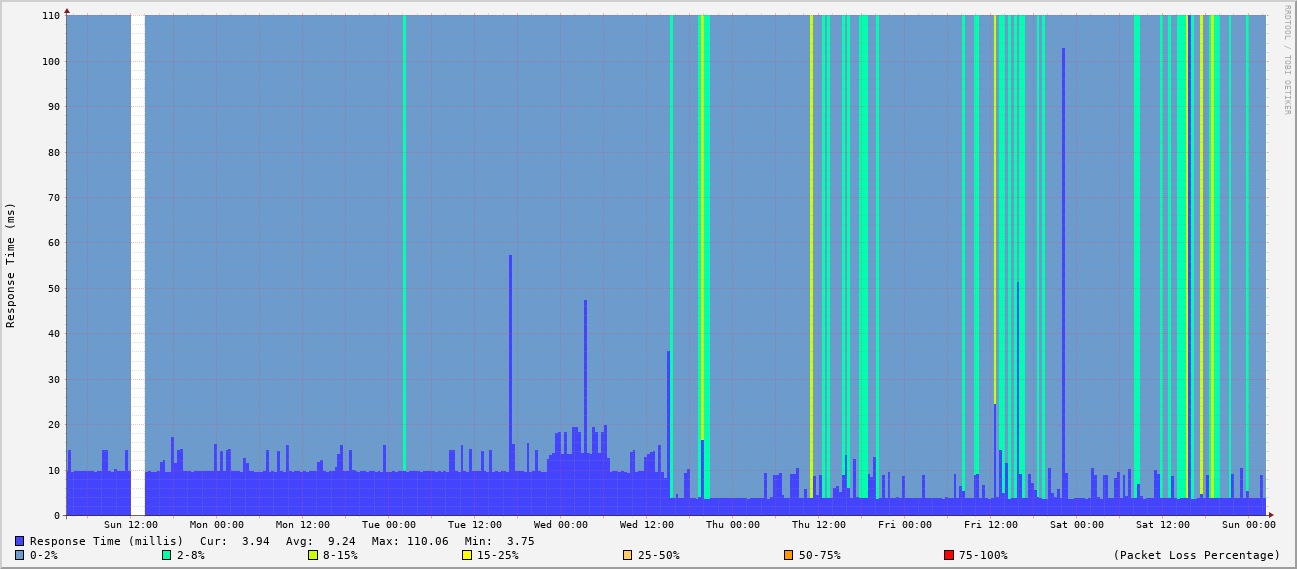 110
100
90
80
70
60
50
40
30
20
10
0
Response Time (ms)
RRDTOOL / TOBI OETIKER
Sun 12:00 Mon 00:00 Mon 12:00 Tue 00:00 Tue 12:00 Wed 00:00 Wed 12:00 Thu 00:00 Thu 12:00 Fri 00:00 Fri 12:00 Sat 00:00 Sat 12:00 Sun 00:00
Response Time (millis) Cur: 3.94 Avg: 9.24 Max: 110.06 Min: 3.75
0-2% 2-8% 8-15% 15-25% 25-50% 50-75% 75-100% (Packet Loss Percentage)